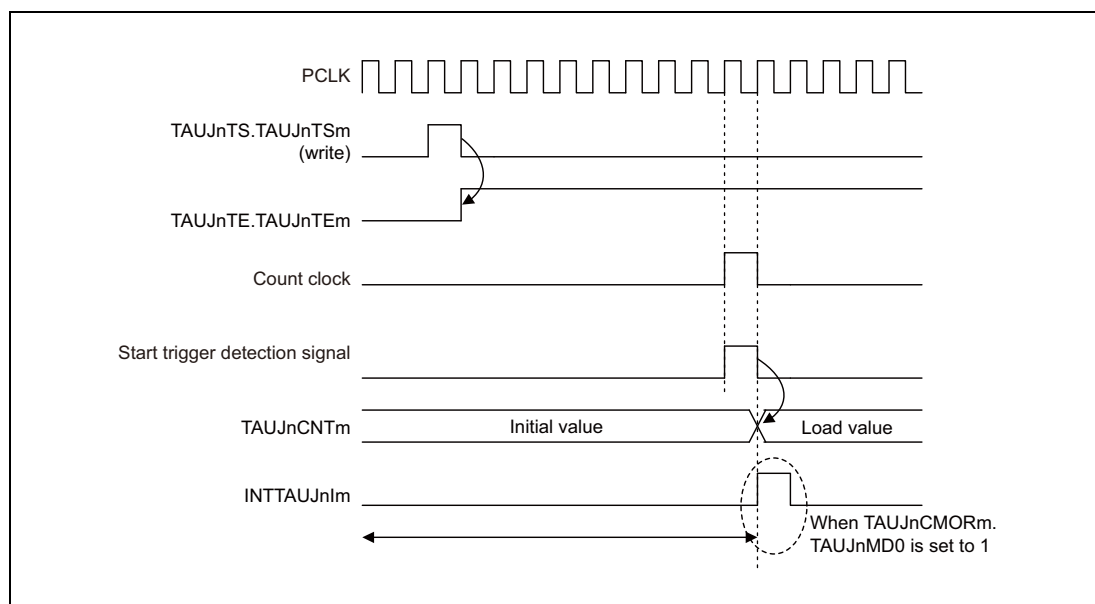 PCLK
TAUJnTS.TAUJnTSm
(write)
TAUJnTE.TAUJnTEm
Count clock
Start trigger detection signal
TAUJnCNTm
Initial value
Load value
INTTAUJnIm
When TAUJnCMORm.
TAUJnMD0 is set to 1